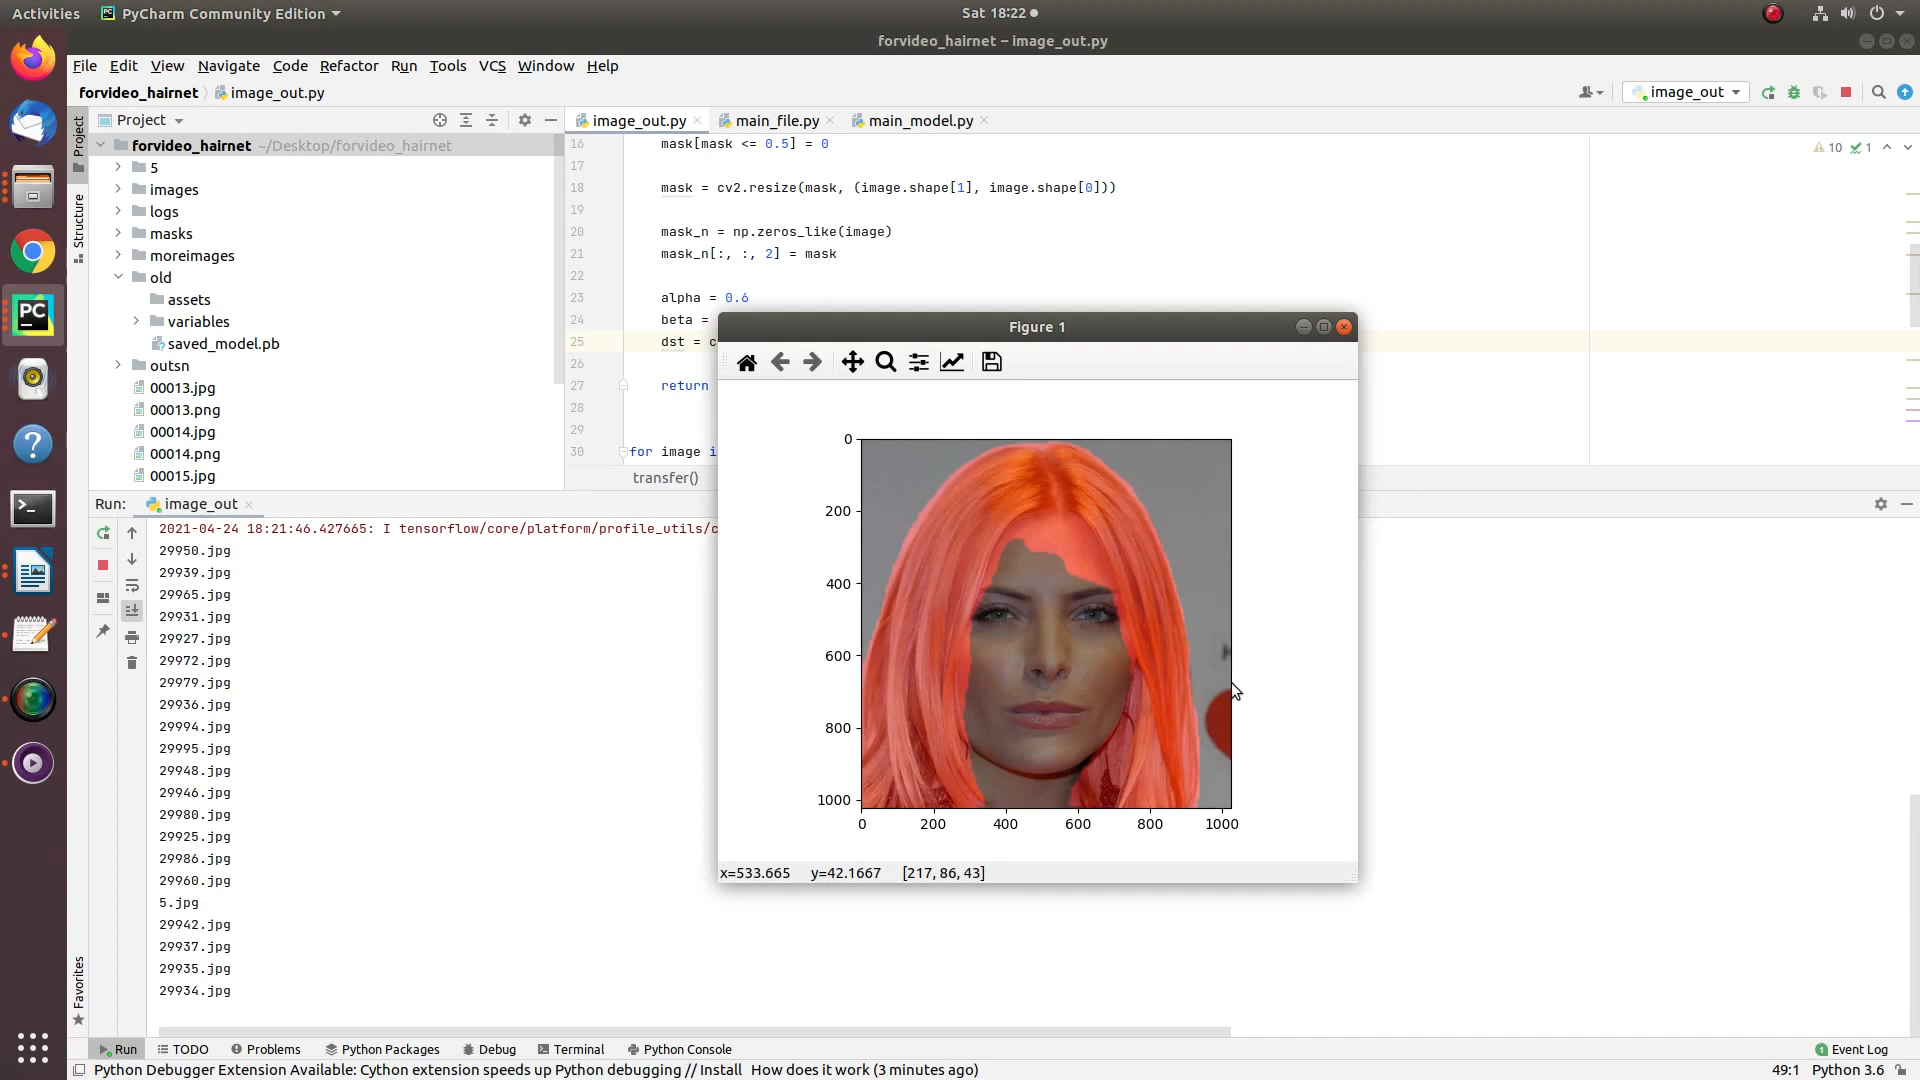 Activities PyCharm Community Edition Sat 18:22
forvideo_hairnet – image_out.py
File Edit View Navigate Code Refactor Run Tools VCS Window Help
forvideo_hairnet image_out.py image_out
Project image_out.py main_file.py main_model.py
Project
Structure
Favorites
forvideo_hairnet ~/Desktop/forvideo_hairnet
5
images
logs
masks
moreimages
old
assets
variables
saved_model.pb
outsn
00013.jpg
00013.png
00014.jpg
00014.png
00015.jpg
10 1
16 mask[mask <= 0.5] = 0
17
18 mask = cv2.resize(mask, (image.shape[1], image.shape[0]))
19
20 mask_n = np.zeros_like(image)
21 mask_n[:, :, 2] = mask
22
23 alpha = 0.6
24 beta =
25 dst = c
26
27 return
28
29
30 for image i
transfer()
Figure 1
0
200
400
600
800
1000
0 200 400 600 800 1000
x=533.665 y=42.1667 [217, 86, 43]
Run: image_out
2021-04-24 18:21:46.427665: I tensorflow/core/platform/profile_utils/c
29950.jpg
29939.jpg
29965.jpg
29931.jpg
29927.jpg
29972.jpg
29979.jpg
29936.jpg
29994.jpg
29995.jpg
29948.jpg
29946.jpg
29980.jpg
29925.jpg
29986.jpg
29960.jpg
5.jpg
29942.jpg
29937.jpg
29935.jpg
29934.jpg
Run TODO Problems Python Packages Debug Terminal Python Console 1 Event Log
Python Debugger Extension Available: Cython extension speeds up Python debugging // Install How does it work (3 minutes ago) 49:1 Python 3.6